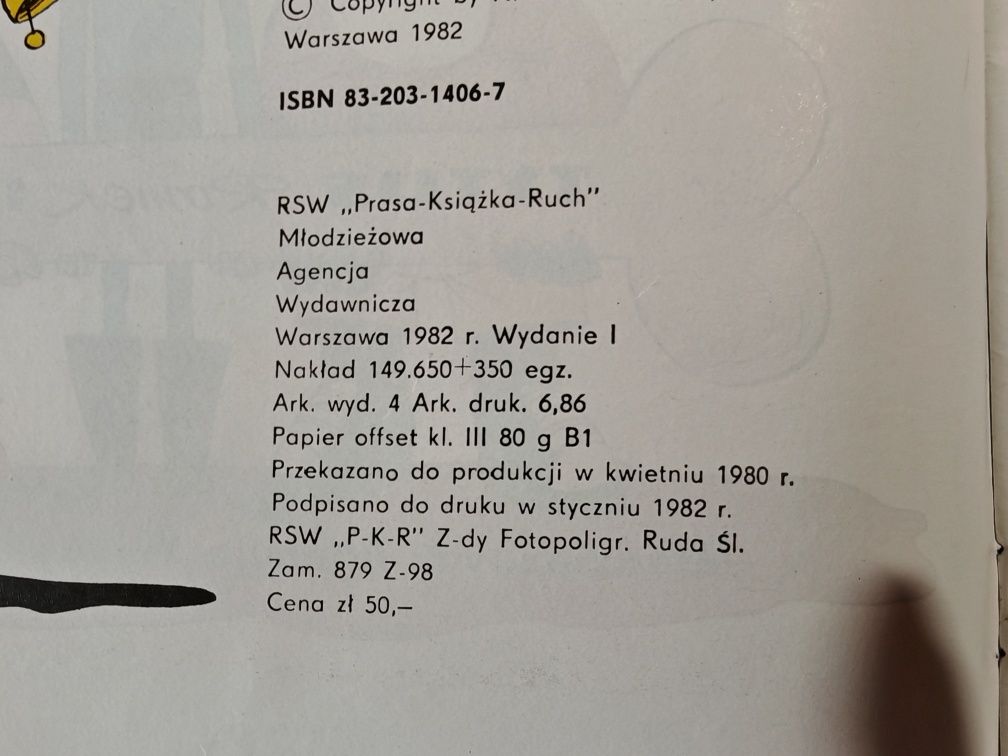 © Copyright by
Warszawa 1982
ISBN 83-203-1406-7
RSW „Prasa-Książka-Ruch”
Młodzieżowa
Agencja
Wydawnicza
Warszawa 1982 r. Wydanie I
Nakład 149.650+350 egz.
Ark. wyd. 4 Ark. druk. 6,86
Papier offset kl. III 80 g B1
Przekazano do produkcji w kwietniu 1980 r.
Podpisano do druku w styczniu 1982 r.
RSW „P-K-R” Z-dy Fotopoligr. Ruda Śl.
Zam. 879 Z-98
Cena zł 50,—